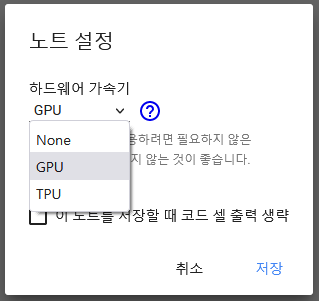 노트 설정
하드웨어 가속기
GPU
None
용하려면 필요하지 않은
GPU
지 않는 것이 좋습니다.
TPU
이 노트를 저장할 때 코드 셀 출력 생략
취소 저장